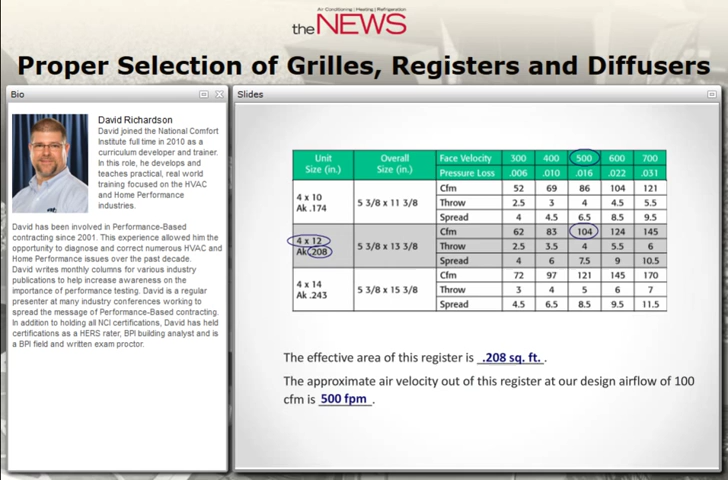 Air Conditioning | Heating | Refrigeration
the NEWS
Proper Selection of Grilles, Registers and Diffusers
Bio
David Richardson
David joined the National Comfort
Institute full time in 2010 as a
curriculum developer and trainer.
In this role, he develops and
teaches practical, real world
training focused on the HVAC
and Home Performance
industries.
David has been involved in Performance-Based
contracting since 2001. This experience allowed him the
opportunity to diagnose and correct numerous HVAC and
Home Performance issues over the past decade.
David writes monthly columns for various industry
publications to help increase awareness on the
importance of performance testing. David is a regular
presenter at many industry conferences working to
spread the message of Performance-Based contracting.
In addition to holding all NCI certifications, David has held
certifications as a HERS rater, BPI building analyst and is
a BPI field and written exam proctor.
Slides
Unit Size (in.) Overall Size (in.) Face Velocity 300 400 500 600 700
Pressure Loss .006 .010 .016 .022 .031
4 x 10 Ak .174 5 3/8 x 11 3/8 Cfm 52 69 86 104 121
Throw 2.5 3 4 4.5 5.5
Spread 4 4.5 6.5 8.5 9.5
4 x 12 Ak .208 5 3/8 x 13 3/8 Cfm 62 83 104 124 145
Throw 2.5 3.5 4 5.5 6
Spread 4 6 7.5 9 10.5
4 x 14 Ak .243 5 3/8 x 15 3/8 Cfm 72 97 121 145 170
Throw 3 4 5 6 7
Spread 4.5 6.5 8.5 9.5 11.5
The effective area of this register is .208 sq. ft. .
The approximate air velocity out of this register at our design airflow of 100
cfm is 500 fpm .